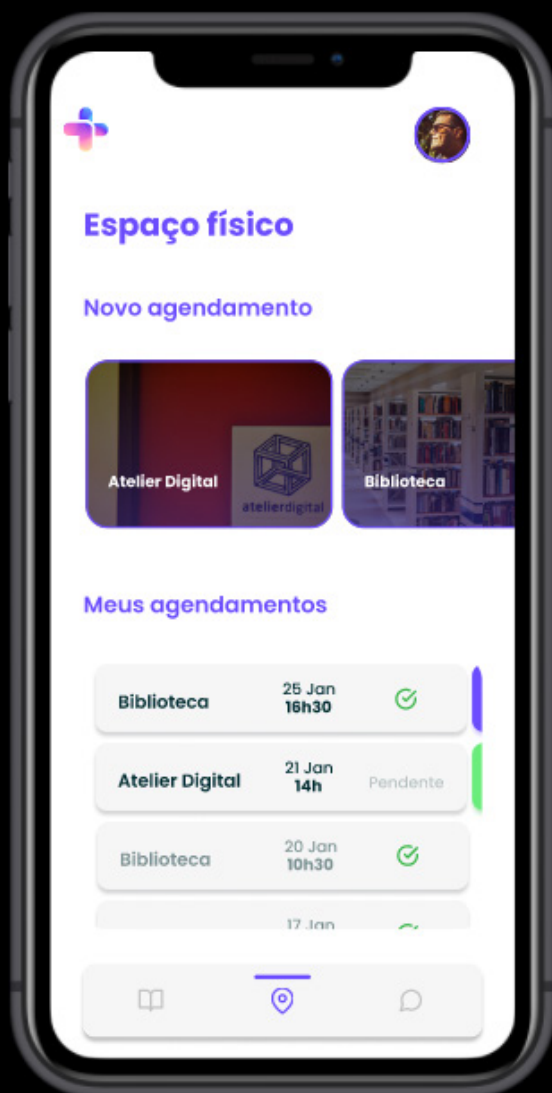 Espaço físico
Novo agendamento
Atelier Digital
atelierdigital
Biblioteca
Meus agendamentos
Biblioteca
25 Jan
16h30
Atelier Digital
21 Jan
14h
Pendente
Biblioteca
20 Jan
10h30
17 Jan